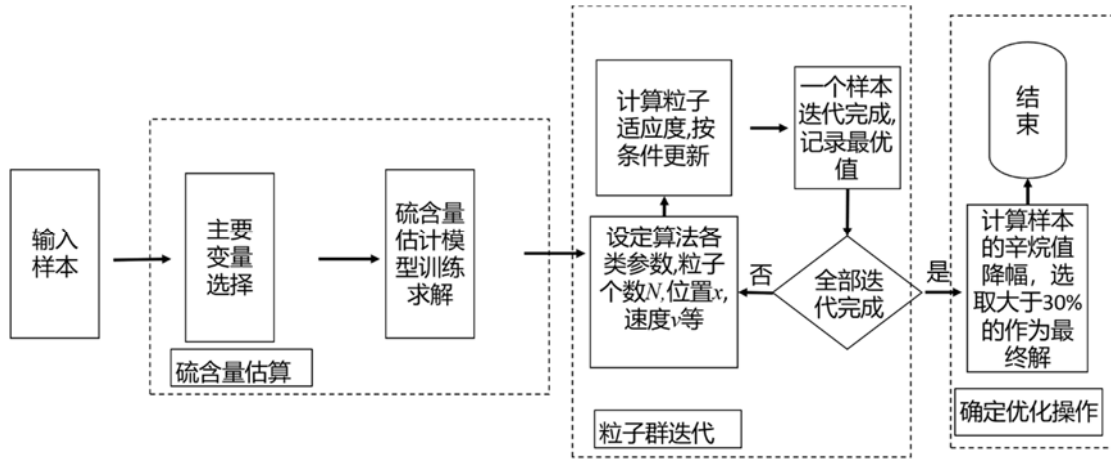 输入
样本
主要
变量
选择
硫含量
估计模
型训练
求解
硫含量估算
计算粒子
适应度,按
条件更新
一个样本
迭代完成,
记录最优
值
设定算法各
类参数,粒子
个数N,位置x,
速度v等
否
全部迭
代完成
是
粒子群迭代
结
束
计算样本
的辛烷值
降幅，选
取大于30%
的作为最
终解
确定优化操作